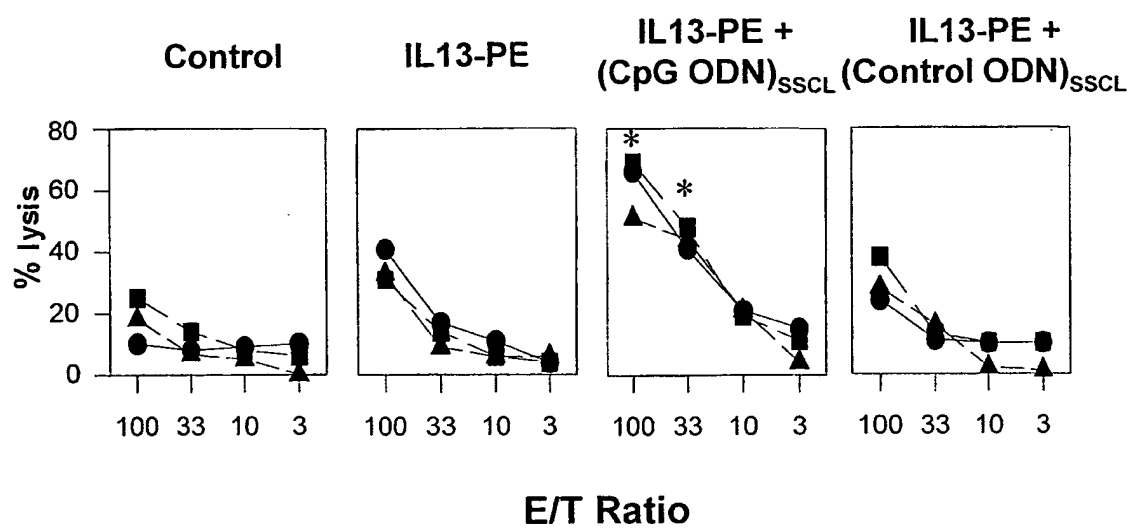 Control
IL13-PE
IL13-PE +
(CpG ODN)SSCL
IL13-PE +
(Control ODN)SSCL
% lysis
80
60
40
20
0
* *
100 33 10 3
100 33 10 3
100 33 10 3
100 33 10 3
E/T Ratio